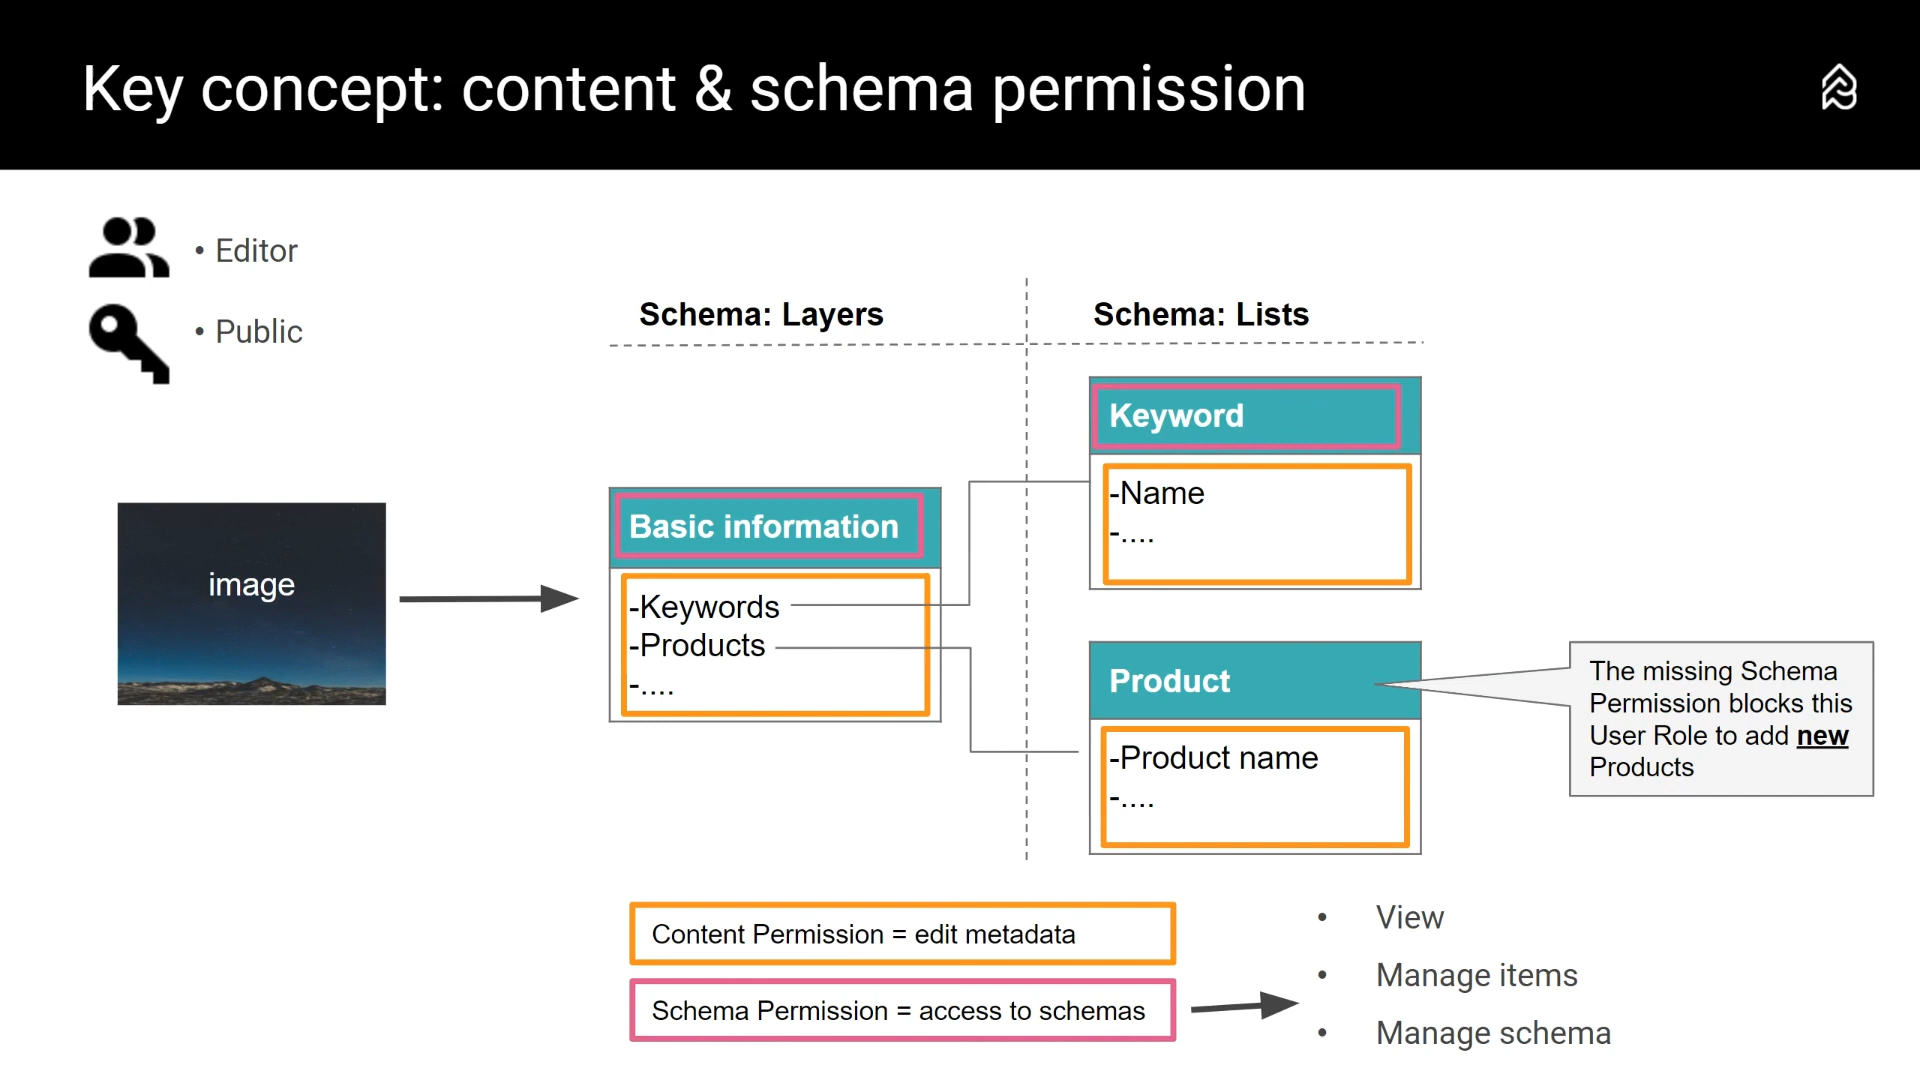 Key concept: content & schema permission
• Editor
• Public
Schema: Layers
Schema: Lists
Keyword
-Name
-....
image
Basic information
-Keywords
-Products
-....
Product
-Product name
-....
The missing Schema
Permission blocks this
User Role to add new
Products
Content Permission = edit metadata
Schema Permission = access to schemas
• View
• Manage items
• Manage schema